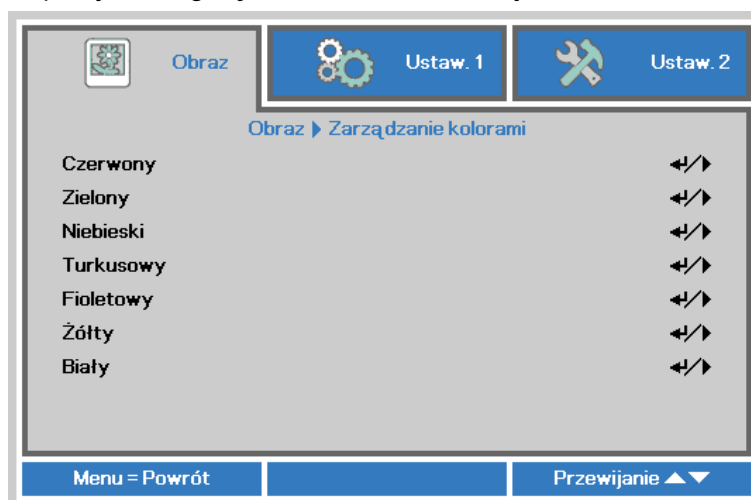 Obraz
Ustaw. 1
Ustaw. 2
Obraz ▶ Zarządzanie kolorami
Czerwony
Zielony
Niebieski
Turkusowy
Fioletowy
Żółty
Biały
Menu = Powrót
Przewijanie ▲▼